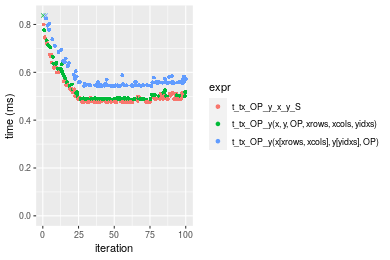 0.8
0.6
0.4
0.2
0.0
time (ms)
0
25
50
75
100
iteration
expr
t_tx_OP_y_x_y_S
t_tx_OP_y(x, y, OP, xrows, xcols, yidxs)
t_tx_OP_y(x[xrows, xcols], y[yidxs], OP)